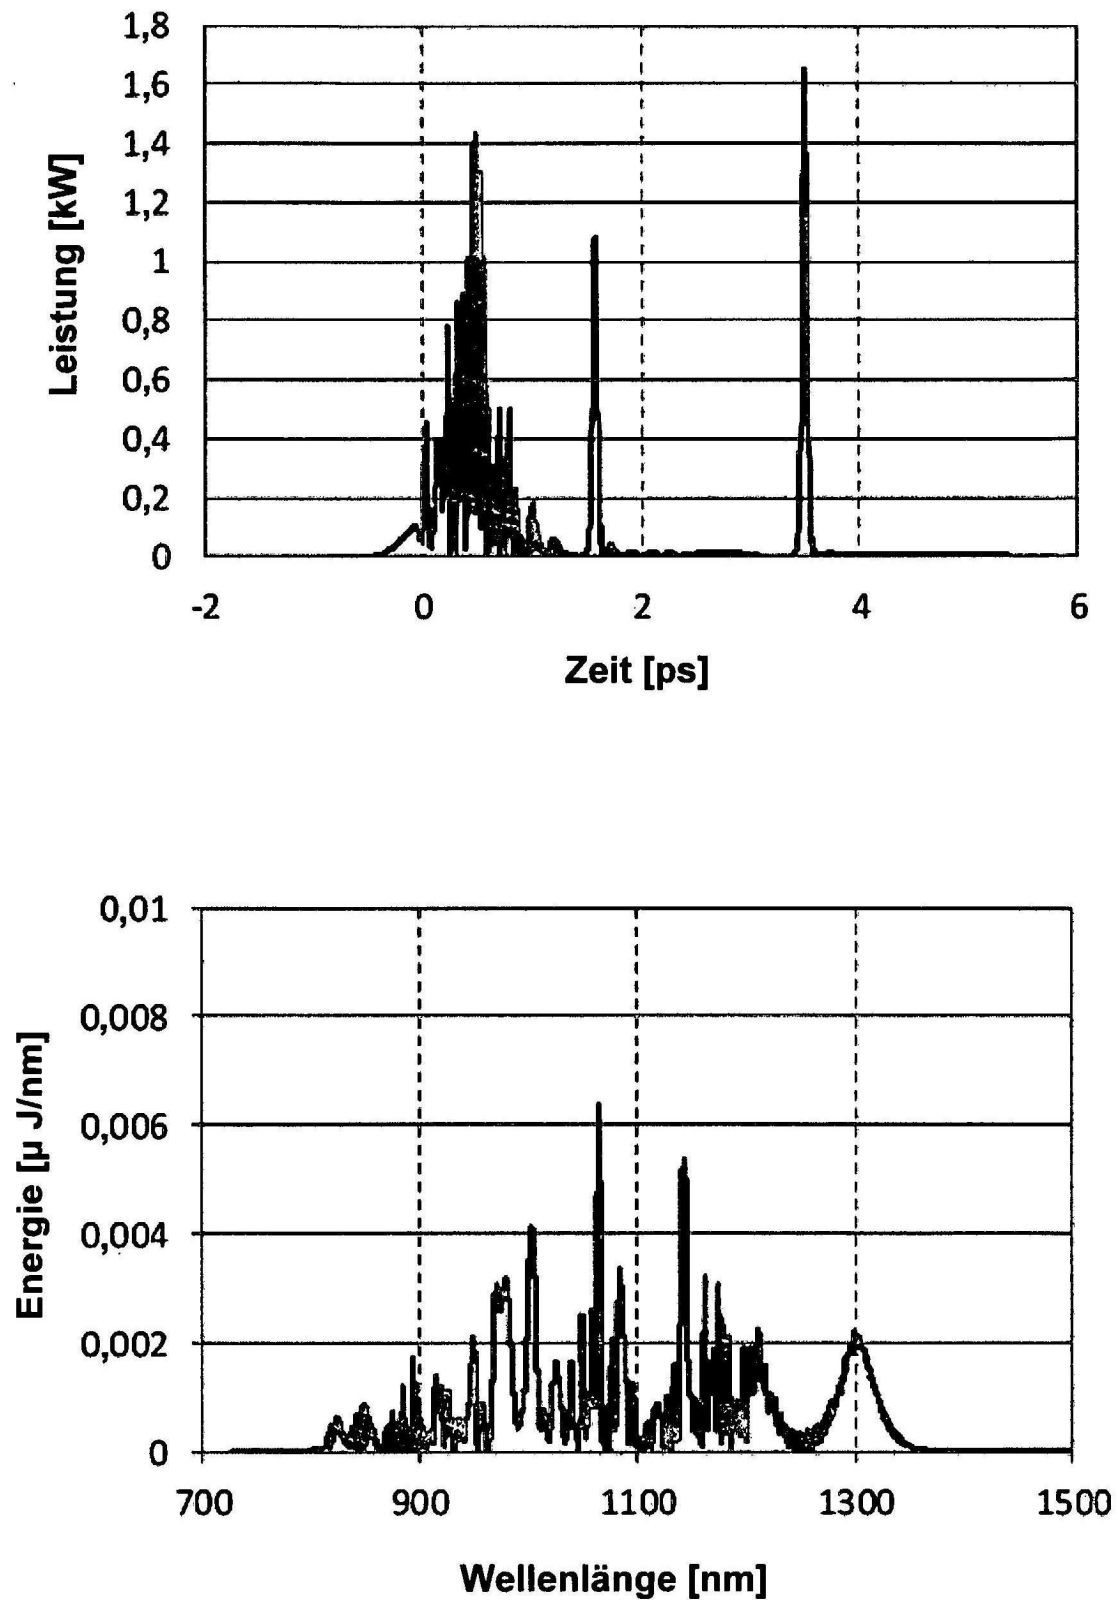 1,8
1,6
1,4
1,2
1
0,8
0,6
0,4
0,2
0
Leistung [kW]
-2 0 2 4 6
Zeit [ps]
0,01
0,008
0,006
0,004
0,002
0
Energie [µ J/nm]
700 900 1100 1300 1500
Wellenlänge [nm]